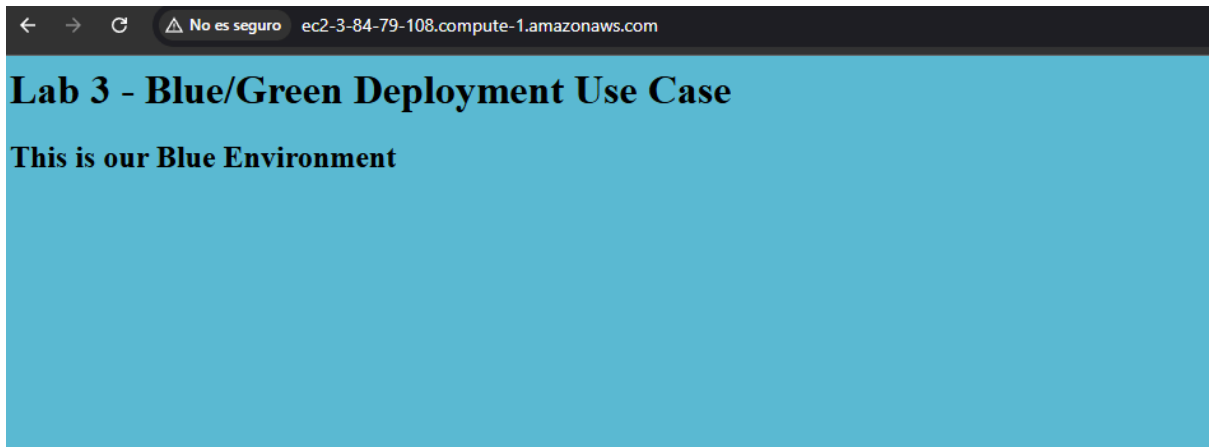 No es seguro ec2-3-84-79-108.compute-1.amazonaws.com
Lab 3 - Blue/Green Deployment Use Case
This is our Blue Environment